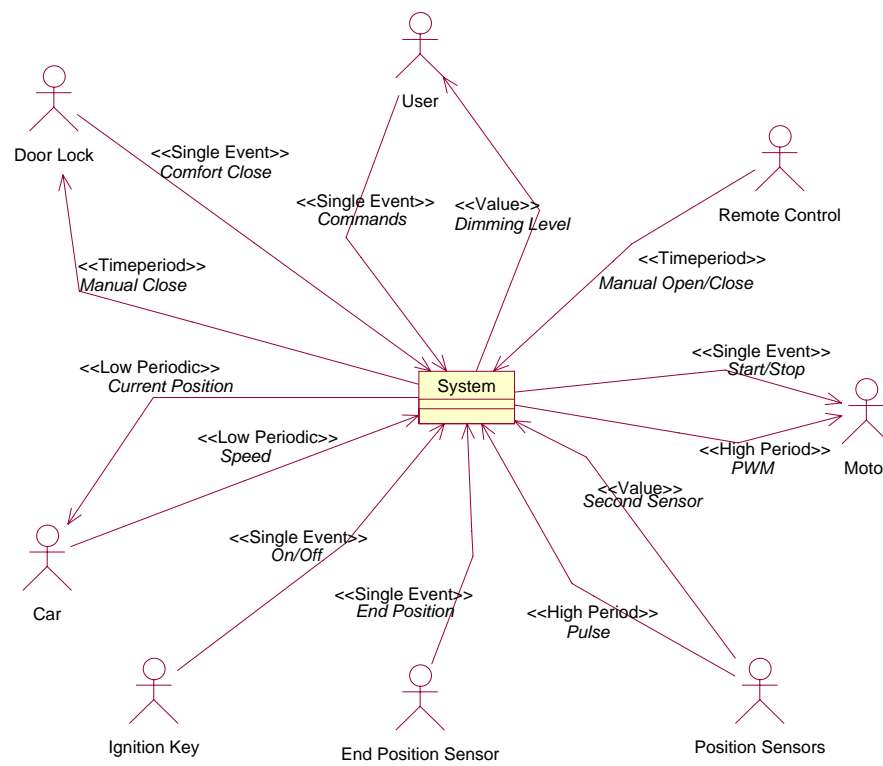 User
Door Lock
<<Single Event>>
Comfort Close
<<Single Event>>
Commands
<<Value>>
Dimming Level
Remote Control
<<Timeperiod>>
Manual Close
<<Timeperiod>>
Manual Open/Close
<<Low Periodic>>
Current Position
System
<<Single Event>>
Start/Stop
<<Low Periodic>>
Speed
<<High Period>>
PWM
Moto
<<Value>>
Second Sensor
<<Single Event>>
On/Off
<<Single Event>>
End Position
<<High Period>>
Pulse
Car
Ignition Key
End Position Sensor
Position Sensors